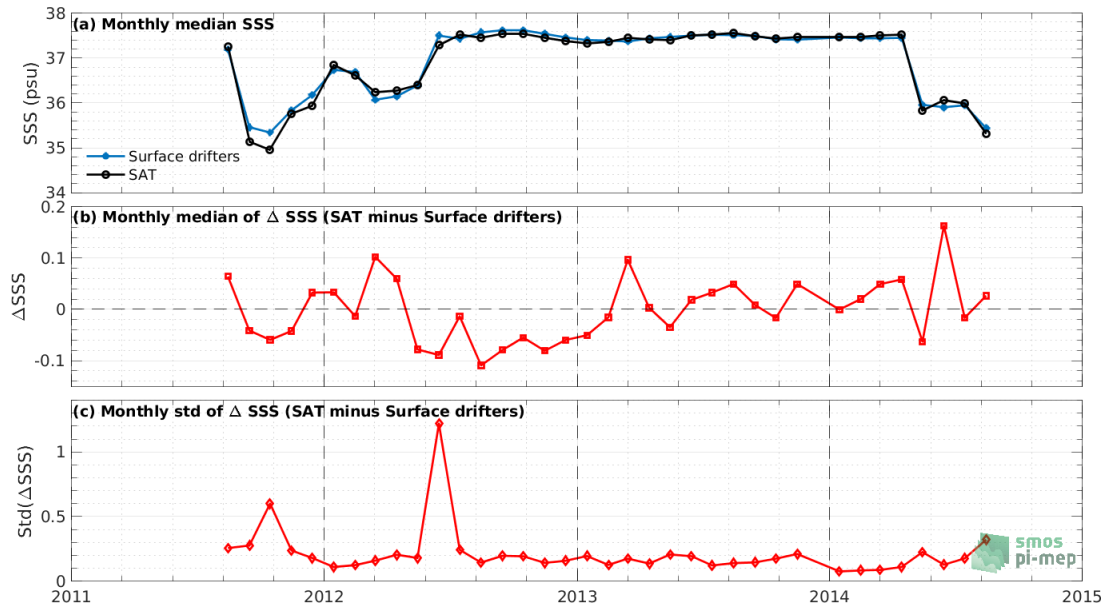 (a) Monthly median SSS
38
37
36
35
34
SSS (psu)
Surface drifters
SAT
(b) Monthly median of Δ SSS (SAT minus Surface drifters)
0.2
0.1
0
-0.1
ΔSSS
(c) Monthly std of Δ SSS (SAT minus Surface drifters)
1
0.5
0
Std(ΔSSS)
smos
pi-mep
2011
2012
2013
2014
2015